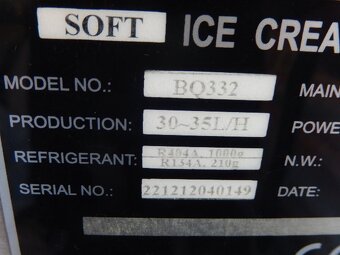 SOFT ICE CREA
MODEL NO.: BQ332 MAIN
PRODUCTION: 30~35L/H POWE
REFRIGERANT: R404A, 1000g
R134A, 210g N.W.:
SERIAL NO.: 221212040149 DATE:
CE